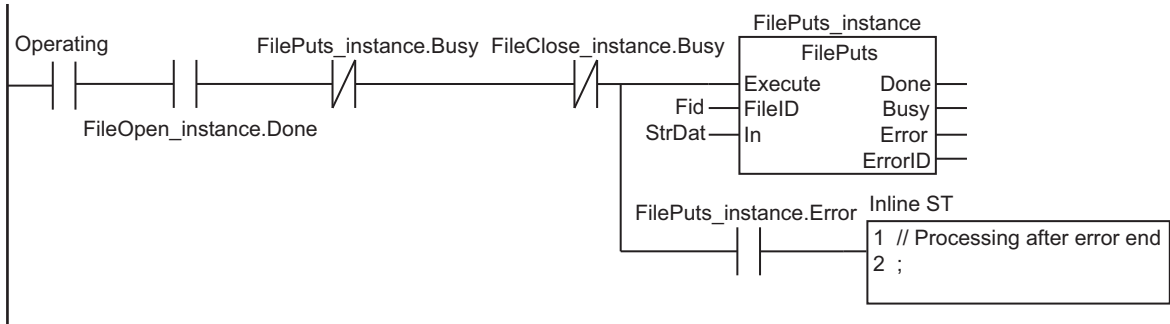 FilePuts_instance
Operating
FilePuts_instance.Busy
FileClose_instance.Busy
FilePuts
Execute
Done
FileOpen_instance.Done
Fid
FileID
Busy
StrDat
In
Error
ErrorID
FilePuts_instance.Error
Inline ST
1 // Processing after error end
2 ;